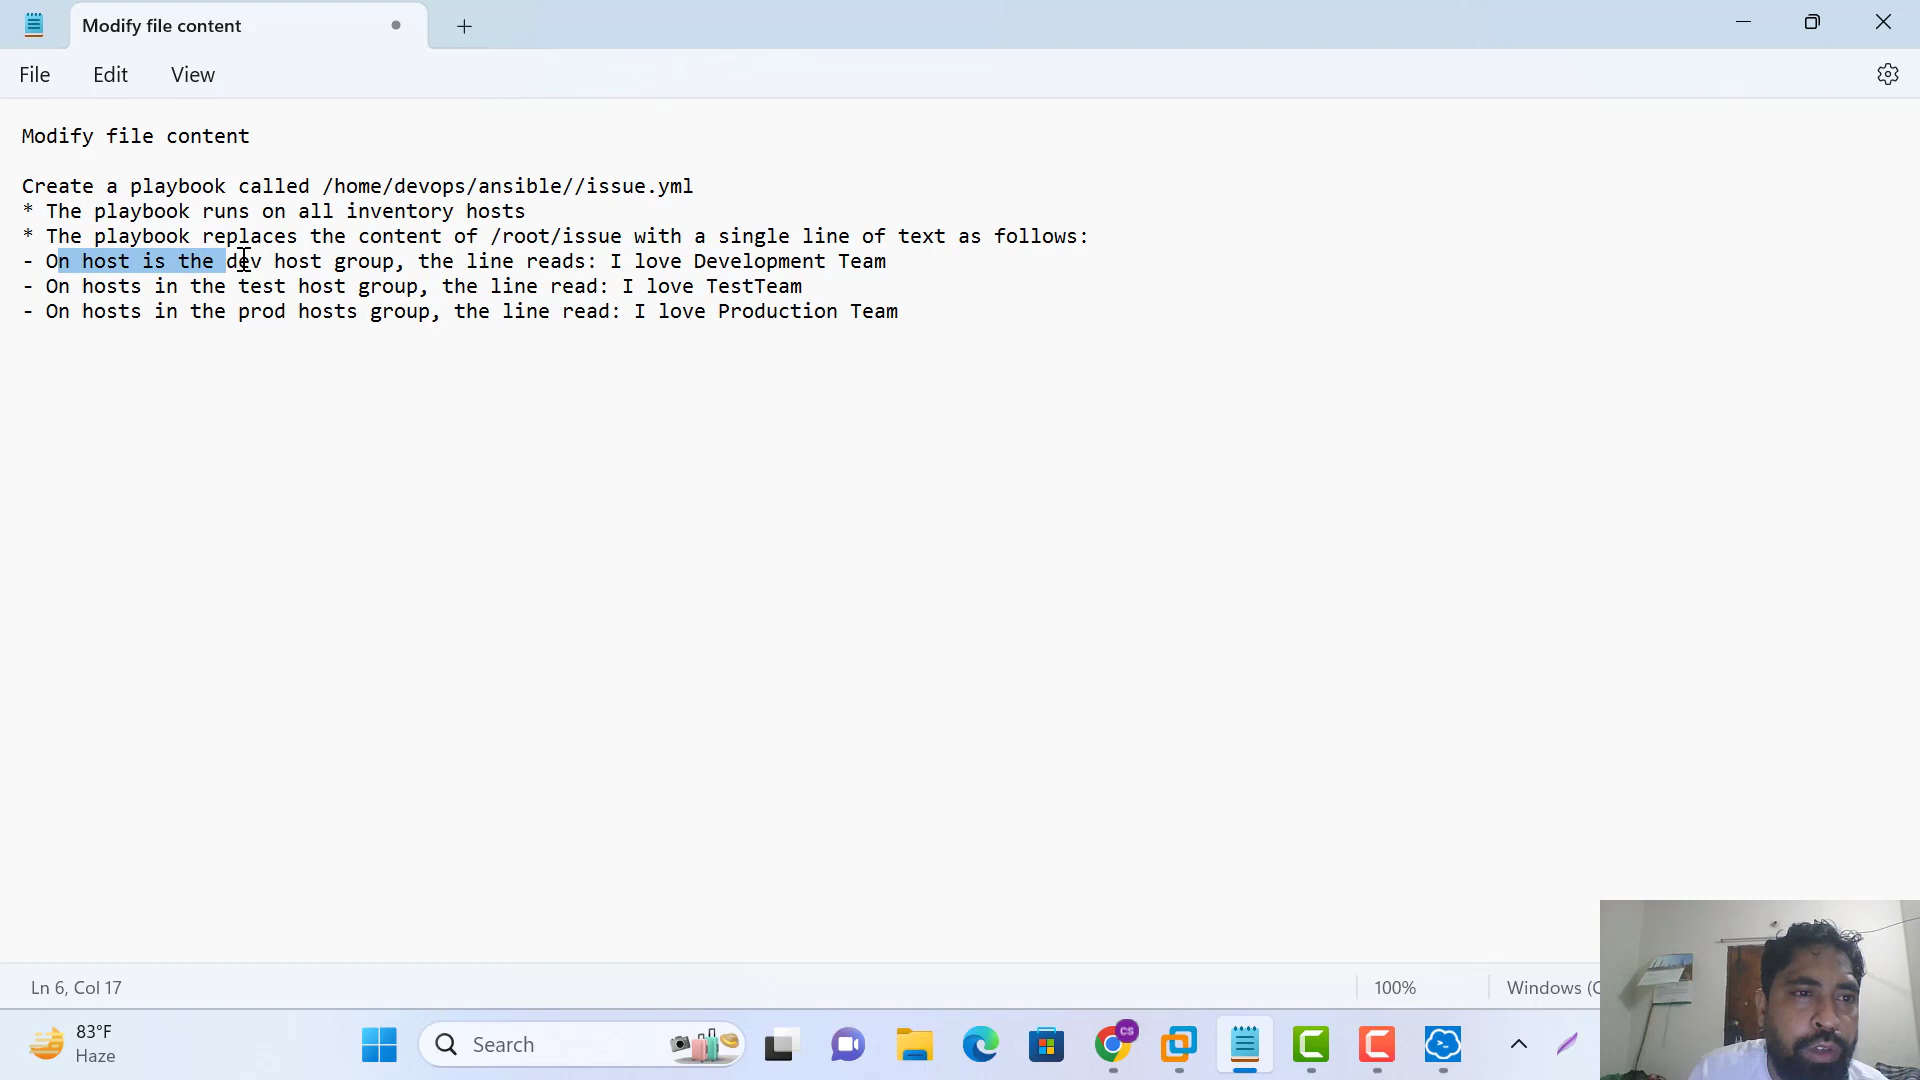 Modify file content
File Edit View
Modify file content
Create a playbook called /home/devops/ansible//issue.yml
* The playbook runs on all inventory hosts
* The playbook replaces the content of /root/issue with a single line of text as follows:
- On host is the dev host group, the line reads: I love Development Team
- On hosts in the test host group, the line read: I love TestTeam
- On hosts in the prod hosts group, the line read: I love Production Team
Ln 6, Col 17 100% Windows (C
83°F
Haze
Search
CS